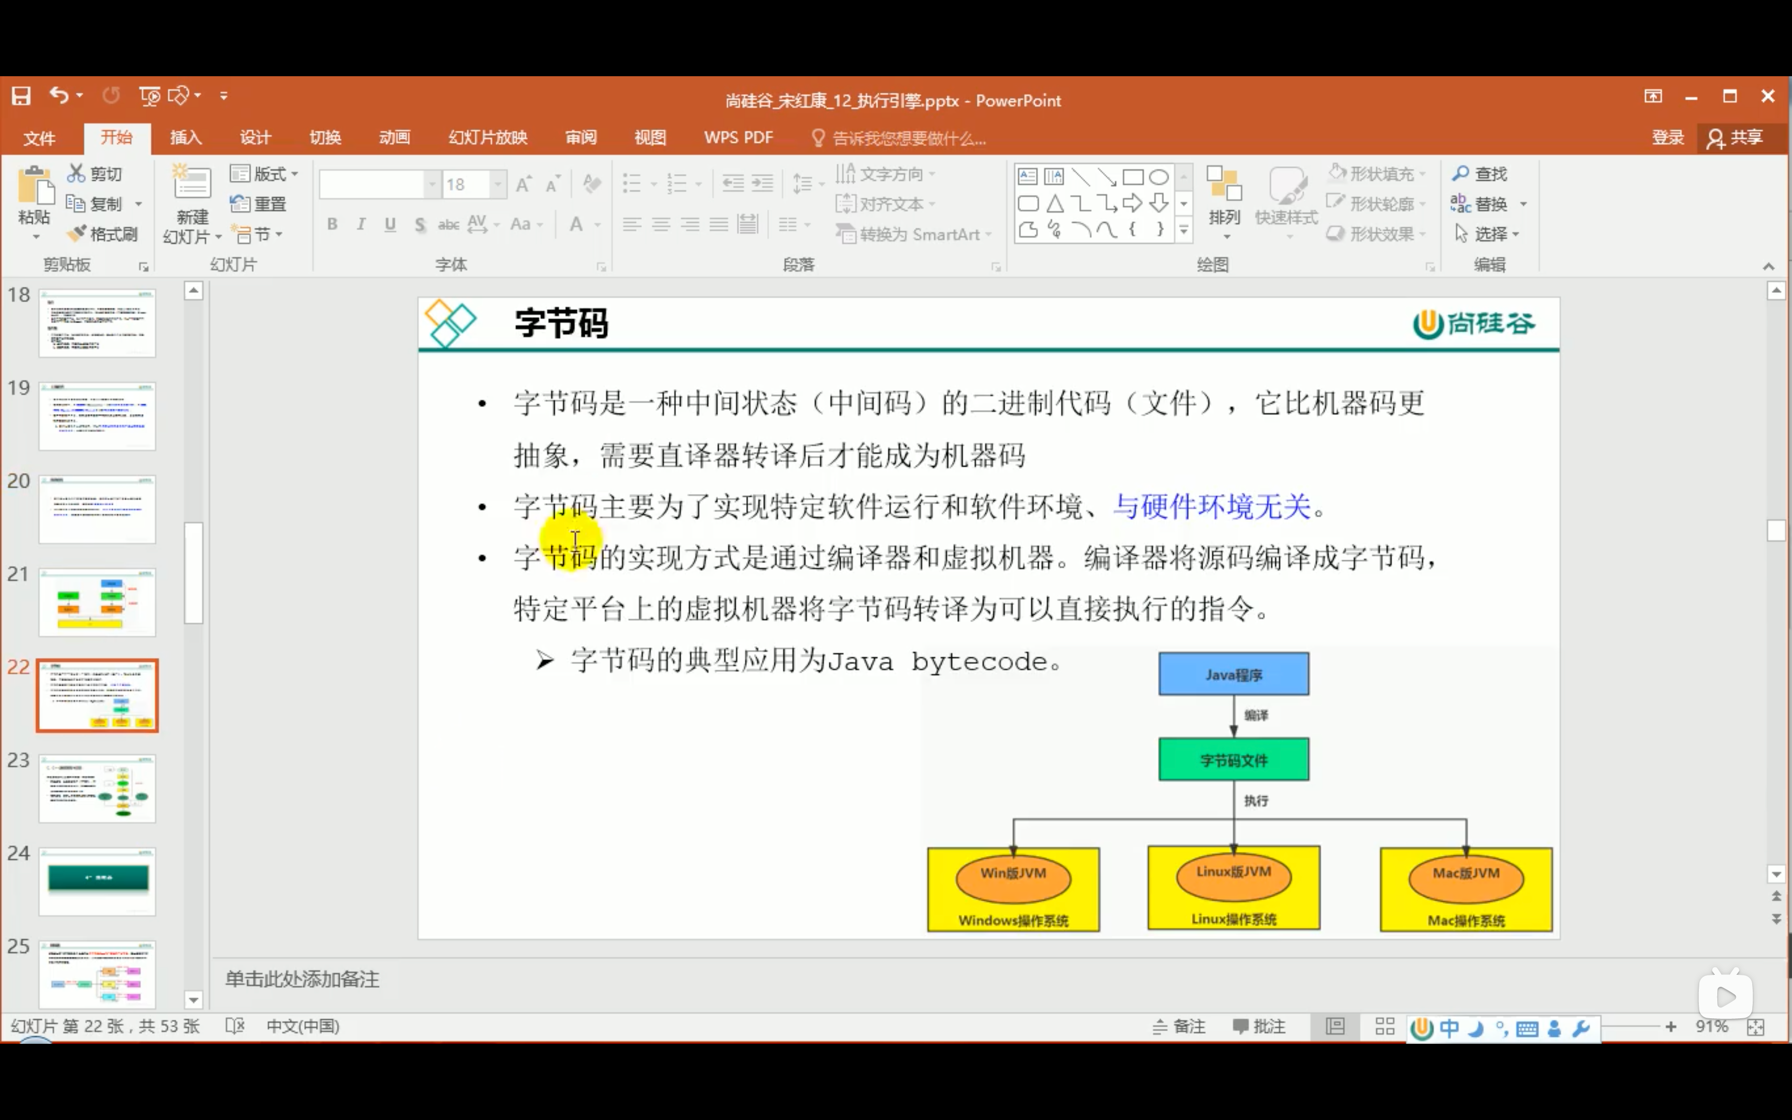 尚硅谷_宋红康_12_执行引擎.pptx - PowerPoint
文件 开始 插入 设计 切换 动画 幻灯片放映 审阅 视图 WPS PDF 告诉我您想要做什么... 登录 共享
粘贴 剪切 复制 格式刷
剪贴板
新建 幻灯片 版式 重置 节
幻灯片
18
B I U S abc AV Aa A
字体
文字方向
对齐文本
转换为 SmartArt
段落
排列 快速样式 形状填充 形状轮廓 形状效果
绘图
查找
替换
选择
编辑
18
19
20
21
22
23
24
25
字节码
尚硅谷
• 字节码是一种中间状态（中间码）的二进制代码（文件），它比机器码更
抽象，需要直译器转译后才能成为机器码
• 字节码主要为了实现特定软件运行和软件环境、与硬件环境无关。
• 字节码的实现方式是通过编译器和虚拟机器。编译器将源码编译成字节码，
特定平台上的虚拟机器将字节码转译为可以直接执行的指令。
➢ 字节码的典型应用为Java bytecode。
Java程序
编译
字节码文件
执行
Win版JVM Linux版JVM Mac版JVM
Windows操作系统 Linux操作系统 Mac操作系统
单击此处添加备注
幻灯片 第 22 张，共 53 张 中文(中国) 备注 批注 中 91%